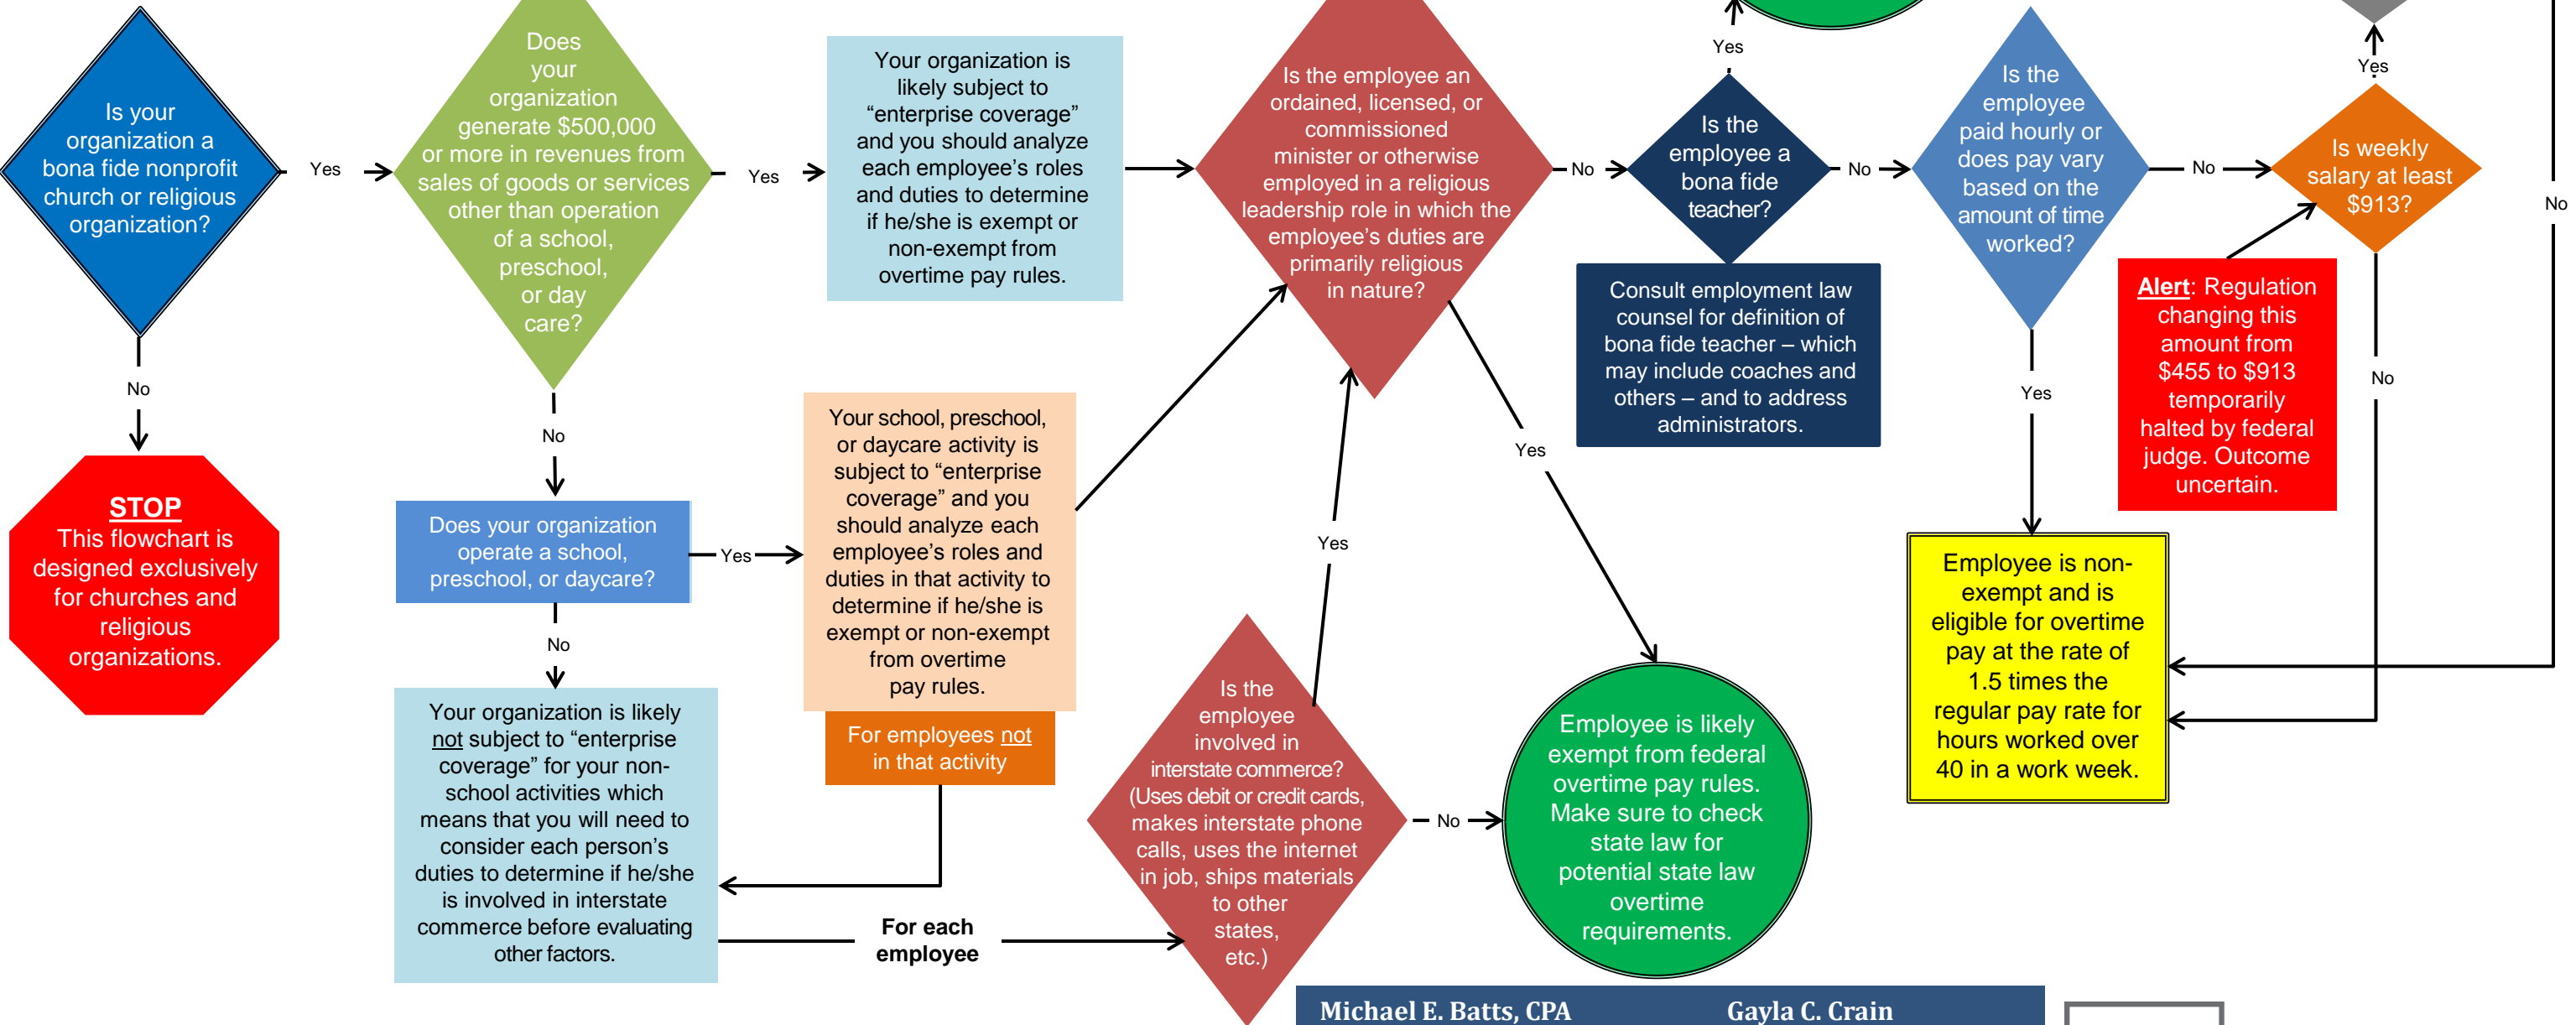 Is your
organization a
bona fide nonprofit
church or religious
organization?
Yes
No
STOP
This flowchart is
designed exclusively
for churches and
religious
organizations.
Does
your
organization
generate $500,000
or more in revenues from
sales of goods or services
other than operation
of a school,
preschool,
or day
care?
Yes
No
Does your organization
operate a school,
preschool, or daycare?
Yes
No
Your organization is likely
not subject to “enterprise
coverage” for your non-
school activities which
means that you will need to
consider each person’s
duties to determine if he/she
is involved in interstate
commerce before evaluating
other factors.
For each
employee
Your organization is
likely subject to
“enterprise coverage”
and you should analyze
each employee’s roles
and duties to determine
if he/she is exempt or
non-exempt from
overtime pay rules.
Your school, preschool,
or daycare activity is
subject to “enterprise
coverage” and you
should analyze each
employee’s roles and
duties in that activity to
determine if he/she is
exempt or non-exempt
from overtime
pay rules.
For employees not
in that activity
Is the employee an
ordained, licensed, or
commissioned
minister or otherwise
employed in a religious
leadership role in which the
employee’s duties are
primarily religious
in nature?
No
Yes
Yes
Is the
employee
involved in
interstate commerce?
(Uses debit or credit cards,
makes interstate phone
calls, uses the internet
in job, ships materials
to other
states,
etc.)
No
Employee is likely
exempt from federal
overtime pay rules.
Make sure to check
state law for
potential state law
overtime
requirements.
Yes
Is the
employee a
bona fide
teacher?
No
Consult employment law
counsel for definition of
bona fide teacher – which
may include coaches and
others – and to address
administrators.
Is the
employee
paid hourly or
does pay vary
based on the
amount of time
worked?
No
Yes
Yes
Is weekly
salary at least
$913?
No
No
Alert: Regulation
changing this
amount from
$455 to $913
temporarily
halted by federal
judge. Outcome
uncertain.
Employee is non-
exempt and is
eligible for overtime
pay at the rate of
1.5 times the
regular pay rate for
hours worked over
40 in a work week.
Michael E. Batts, CPA
Gayla C. Crain